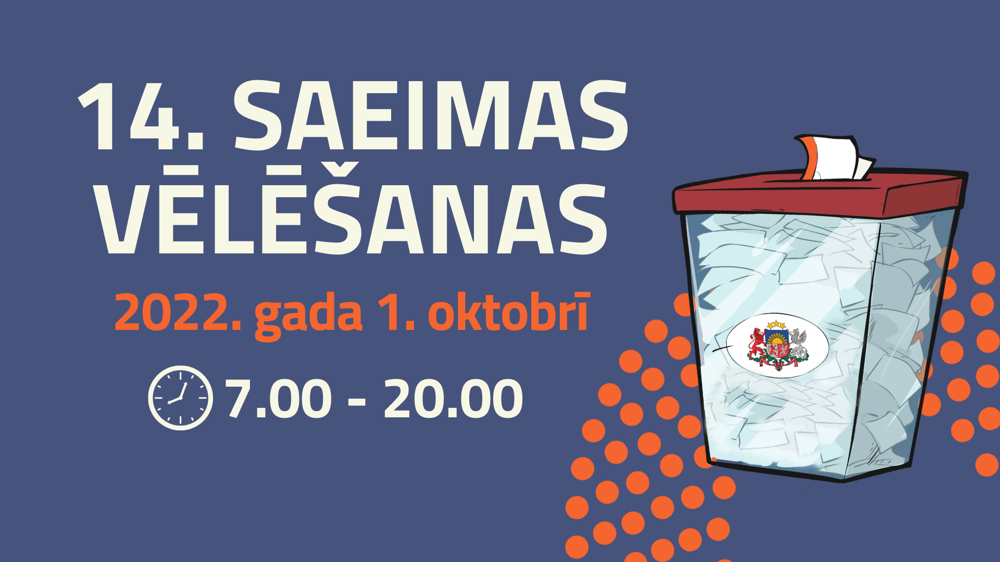 14. SAEIMAS
VĒLĒŠANAS
2022. gada 1. oktobrī
7.00 - 20.00